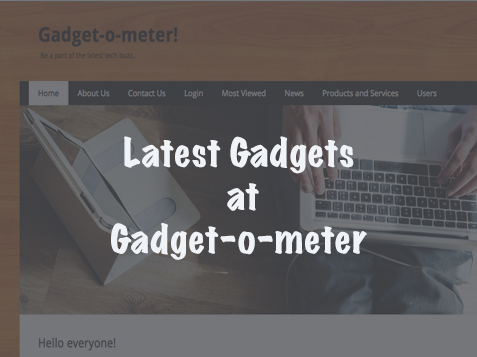 Gadget-o-meter!
Be a part of the latest tech buzz..
Home About Us Contact Us Login Most Viewed News Products and Services Users
Latest Gadgets
at
Gadget-o-meter
Hello everyone!